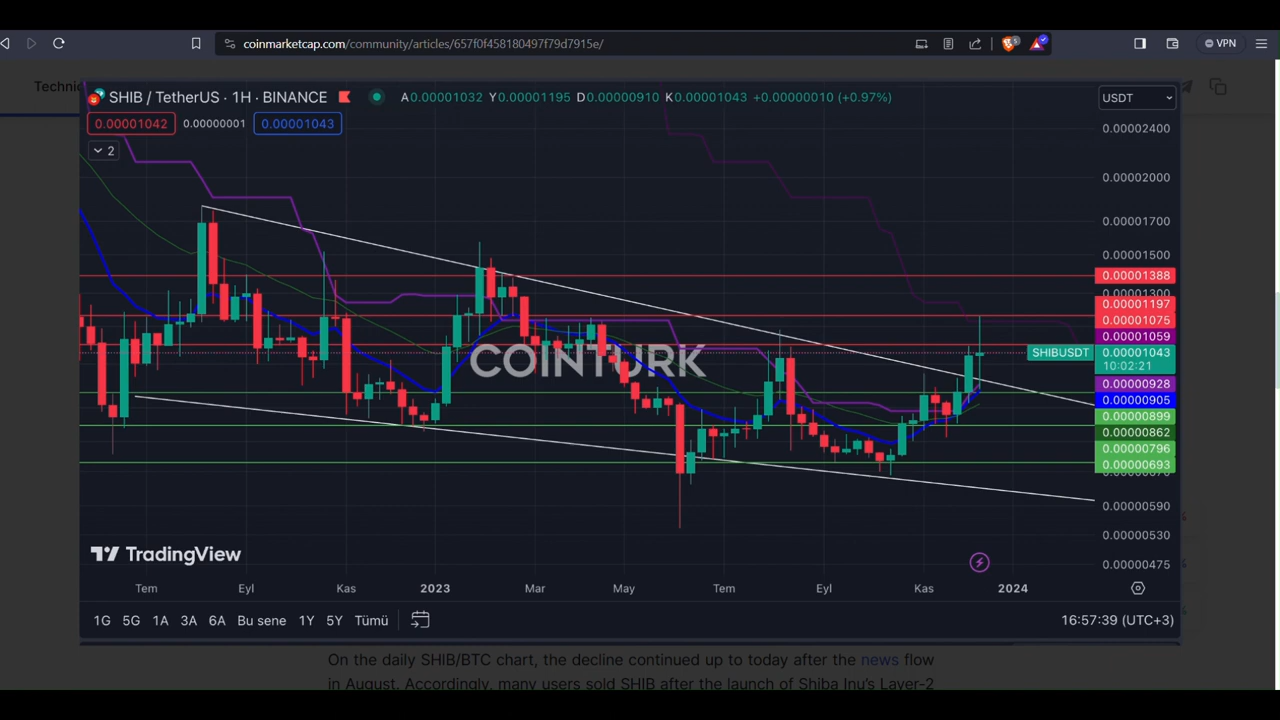 coinmarketcap.com/community/articles/657f0f458180497f79d7915e/
VPN
SHIB / TetherUS · 1H · BINANCE A0.00001032 Y0.00001195 D0.00000910 K0.00001043 +0.00000010 (+0.97%)
USDT
0.00001042 0.00000001 0.00001043
2
0.00002400
0.00002000
0.00001700
0.00001500
0.00001388
0.00001300
0.00001197
0.00001075
0.00001059
SHIBUSDT 0.00001043
10:02:21
0.00000928
0.00000905
0.00000899
0.00000862
0.00000796
0.00000693
0.00000590
0.00000530
0.00000475
COINTURK
TradingView
Tem Eyl Kas 2023 Mar May Tem Eyl Kas 2024
1G 5G 1A 3A 6A Bu sene 1Y 5Y Tümü 16:57:39 (UTC+3)
On the daily SHIB/BTC chart, the decline continued up to today after the news flow
in August. Accordingly, many users sold SHIB after the launch of Shiba Inu's Layer-2